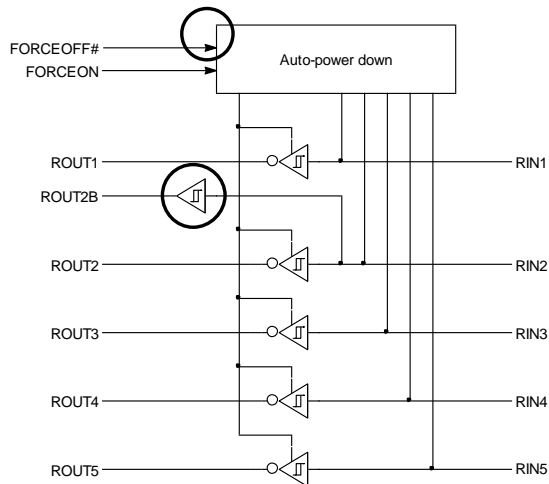 FORCEOFF#
FORCEON
Auto-power down
ROUT1
RIN1
ROUT2B
ROUT2
RIN2
ROUT3
RIN3
ROUT4
RIN4
ROUT5
RIN5